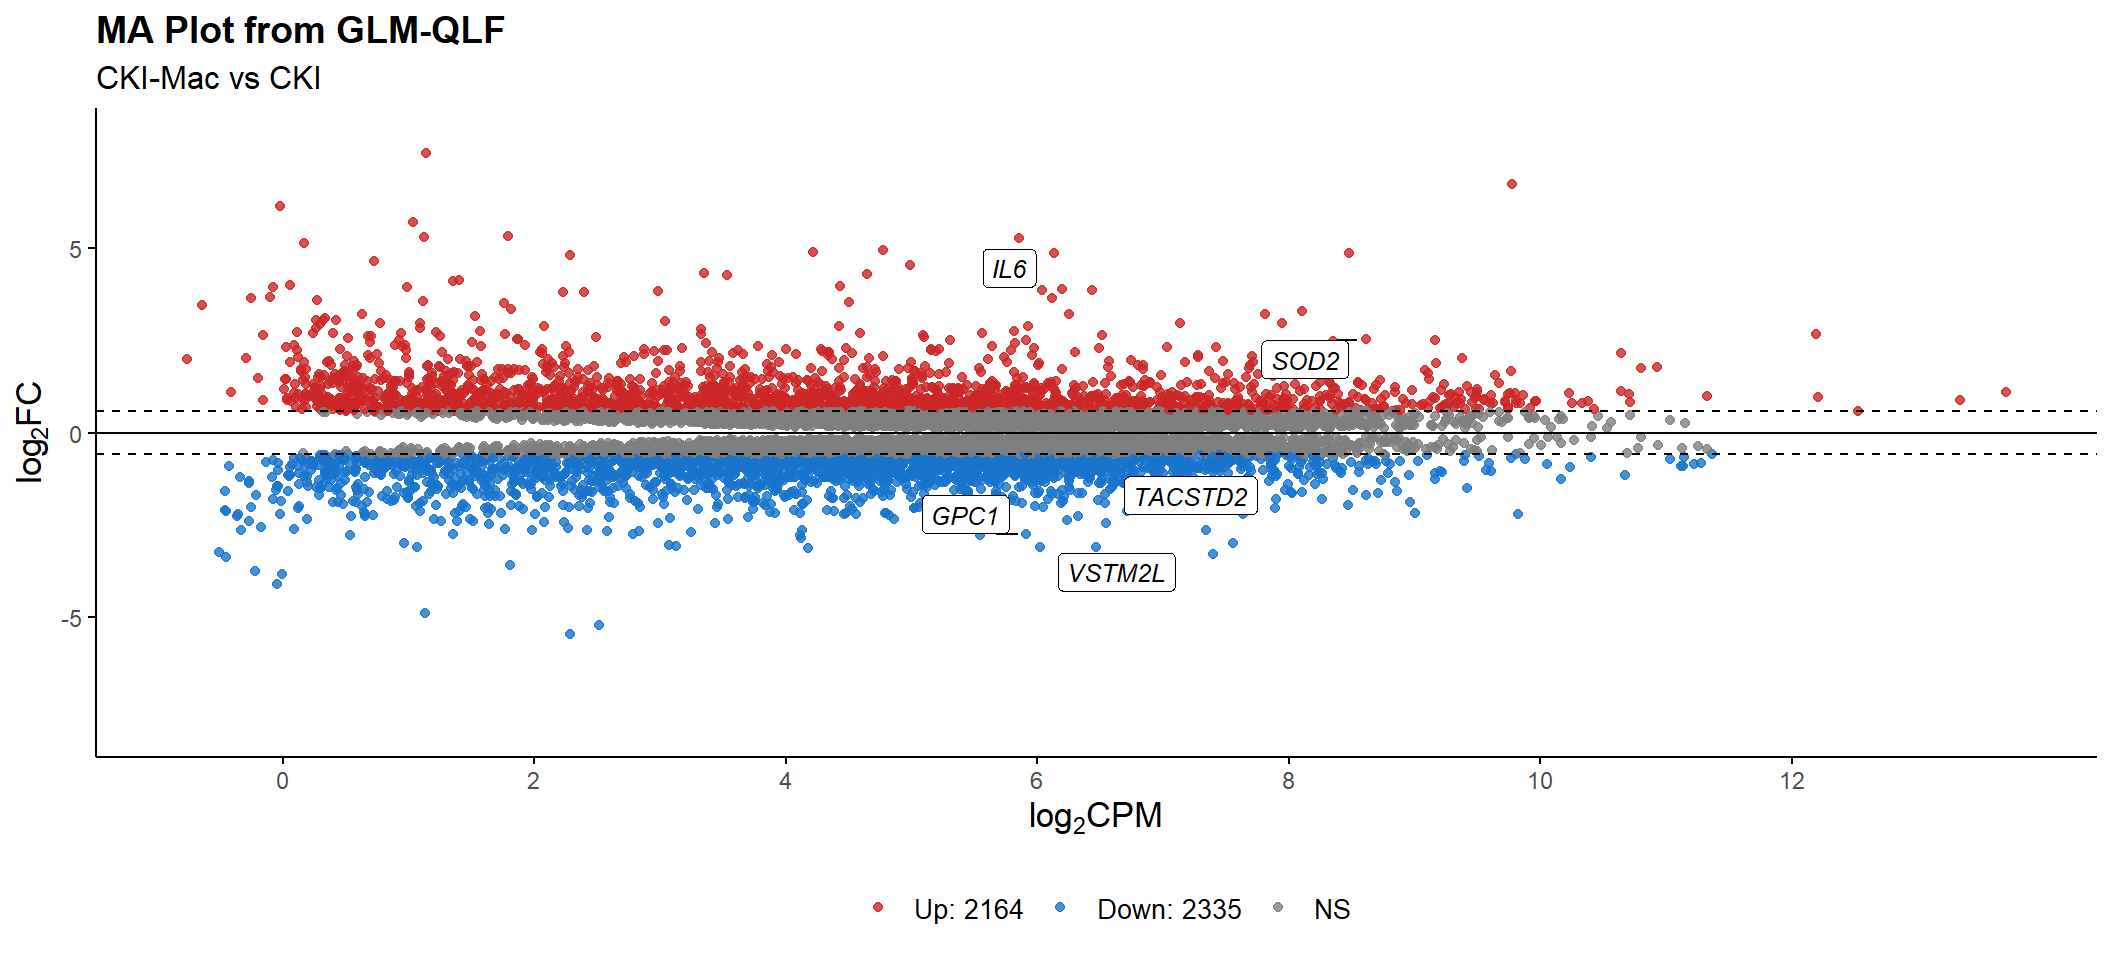 MA Plot from GLM-QLF
CKI-Mac vs CKI
log₂FC
5
0
-5
IL6
SOD2
TACSTD2
GPC1
VSTM2L
0 2 4 6 8 10 12
log₂CPM
Up: 2164 Down: 2335 NS